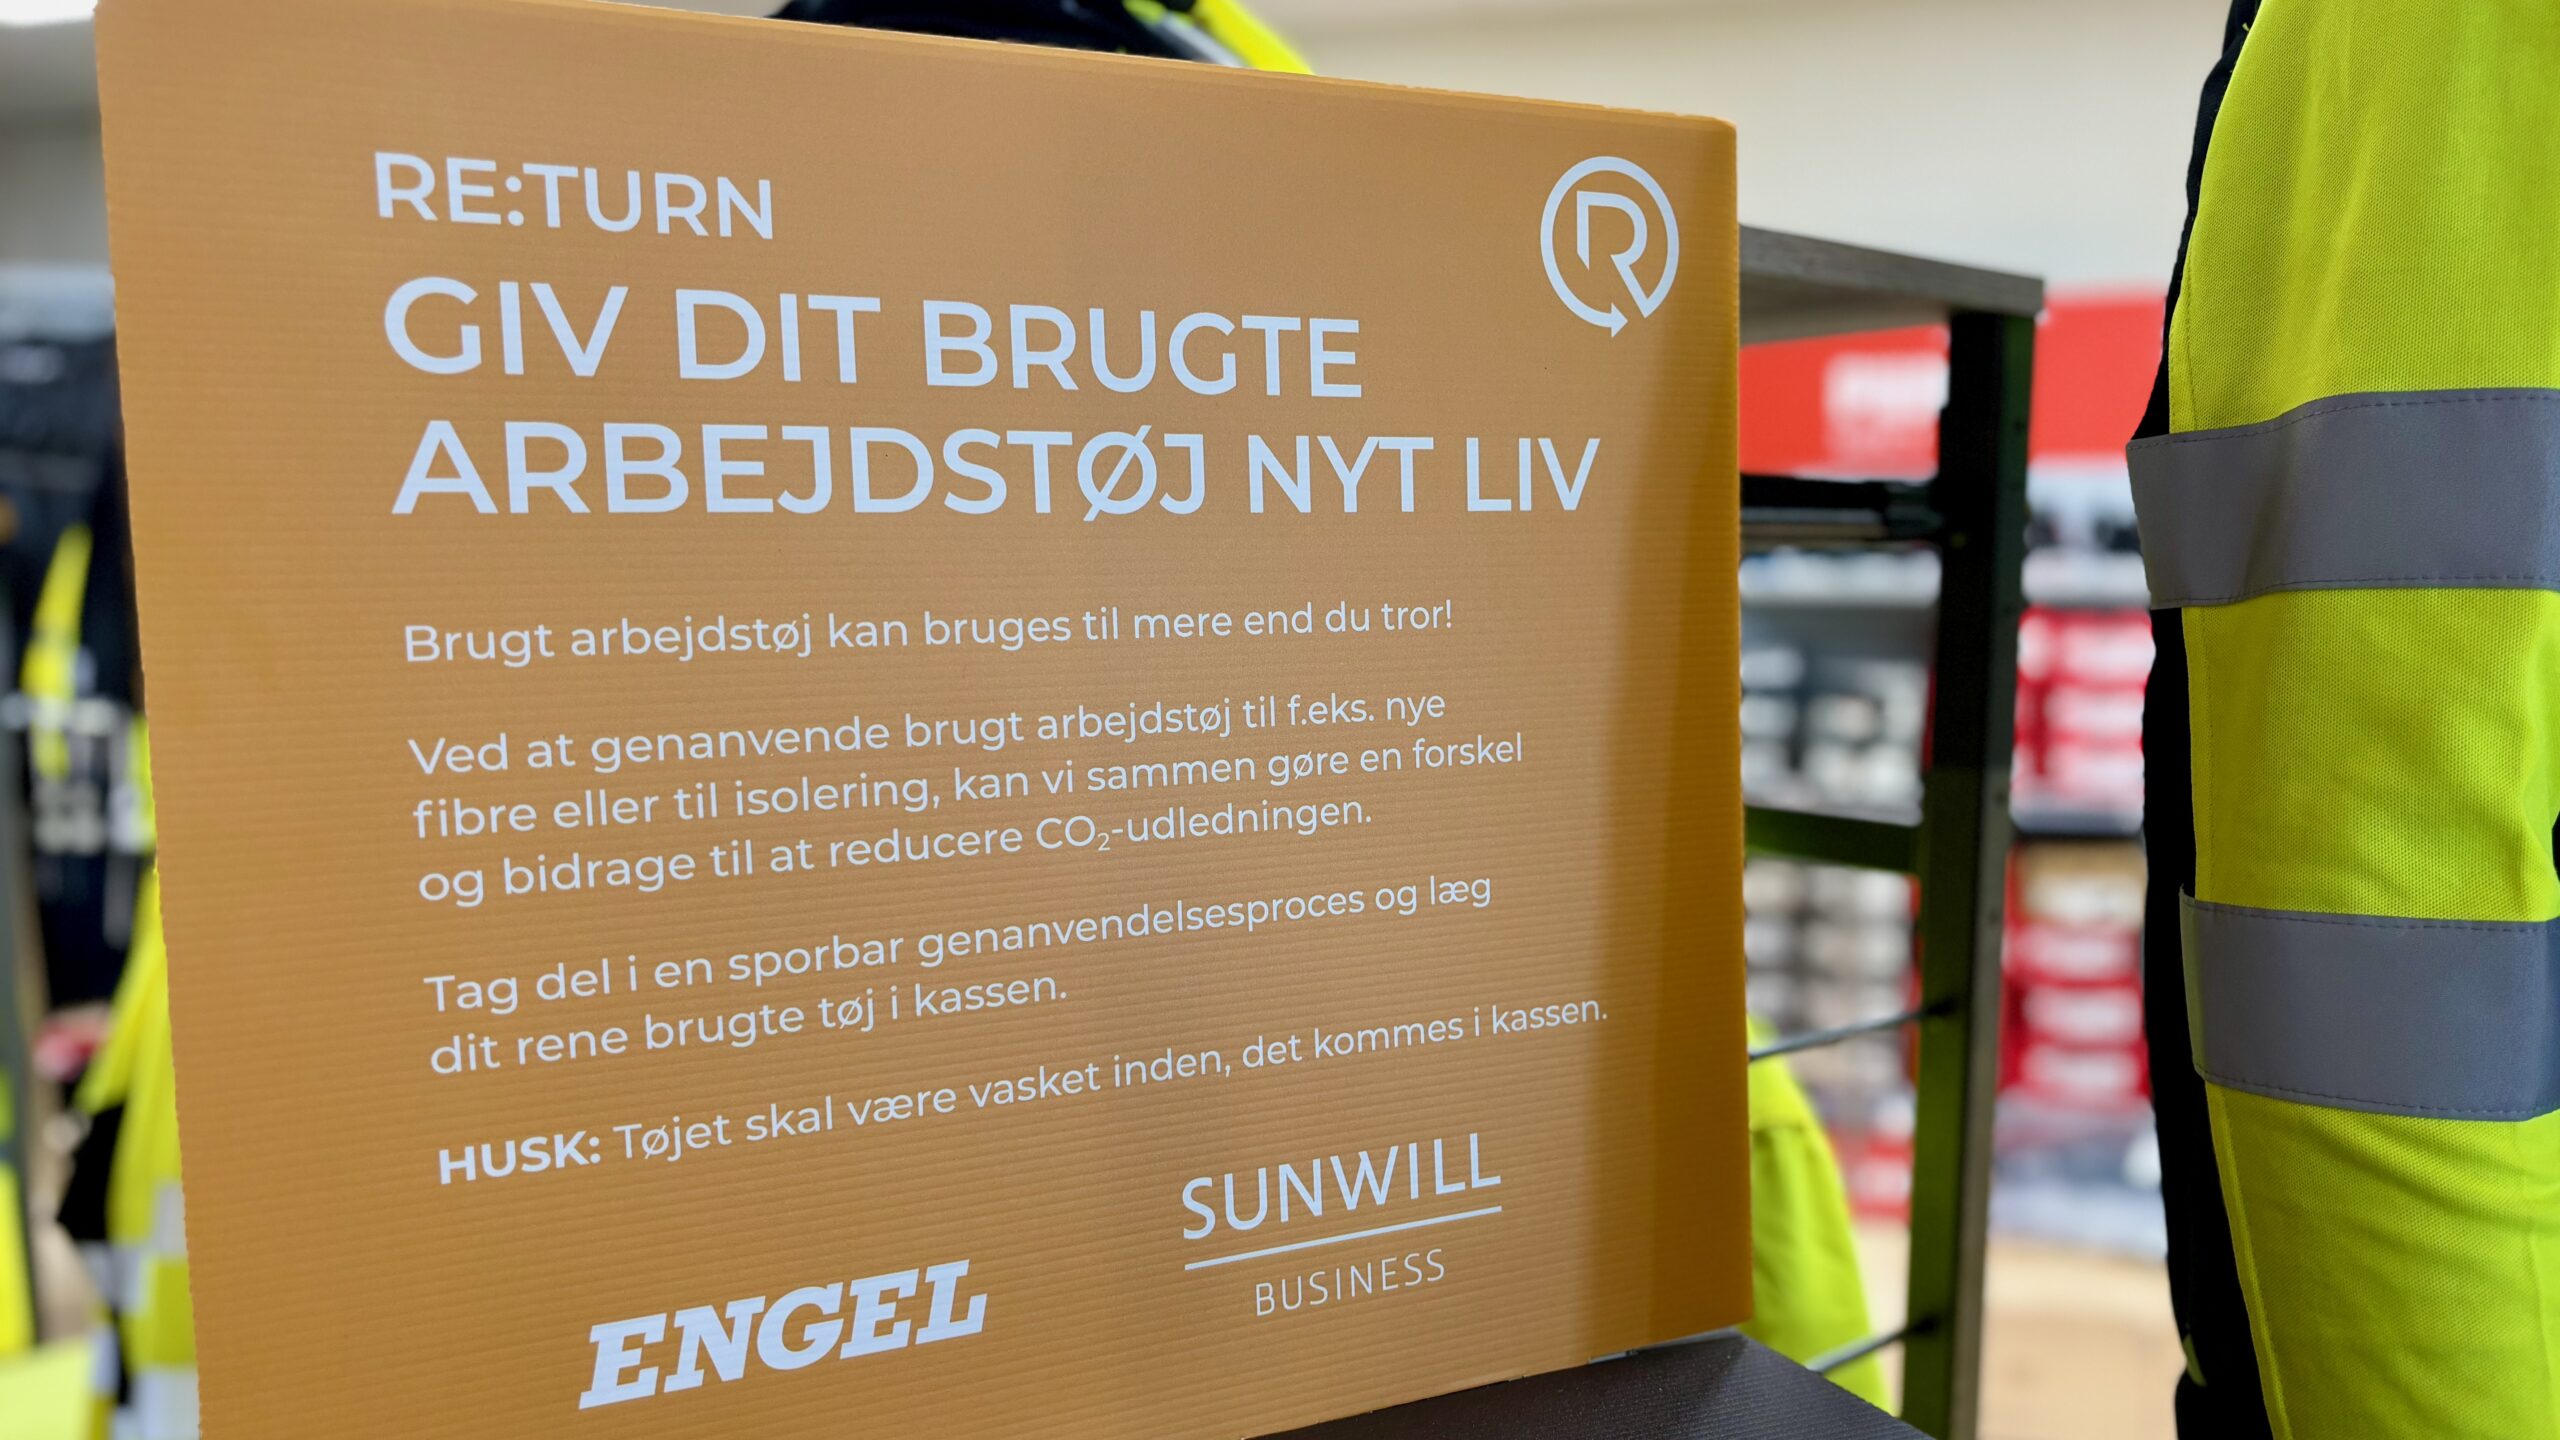 RE:TURN
R
GIV DIT BRUGTE
ARBEJDSTØJ NYT LIV
Brugt arbejdstøj kan bruges til mere end du tror!
Ved at genanvende brugt arbejdstøj til f.eks. nye
fibre eller til isolering, kan vi sammen gøre en forskel
og bidrage til at reducere CO₂-udledningen.
Tag del i en sporbar genanvendelsesproces og læg
dit rene brugte tøj i kassen.
HUSK: Tøjet skal være vasket inden, det kommes i kassen.
ENGEL
SUNWILL
BUSINESS